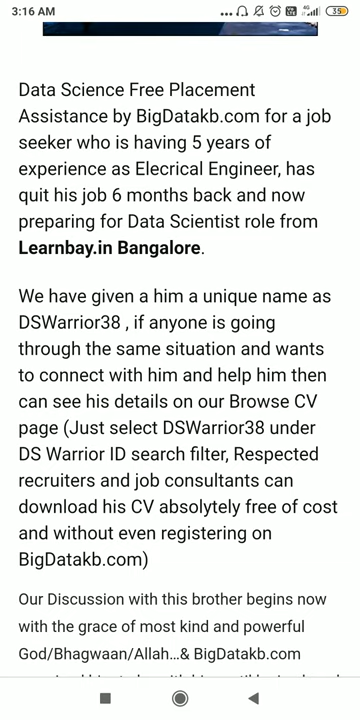 3:16 AM
4G
35
Data Science Free Placement
Assistance by BigDatakb.com for a job
seeker who is having 5 years of
experience as Elecrical Engineer, has
quit his job 6 months back and now
preparing for Data Scientist role from
Learnbay.in Bangalore.
We have given a him a unique name as
DSWarrior38 , if anyone is going
through the same situation and wants
to connect with him and help him then
can see his details on our Browse CV
page (Just select DSWarrior38 under
DS Warrior ID search filter, Respected
recruiters and job consultants can
download his CV absolytely free of cost
and without even registering on
BigDatakb.com)
Our Discussion with this brother begins now
with the grace of most kind and powerful
God/Bhagwaan/Allah…& BigDatakb.com